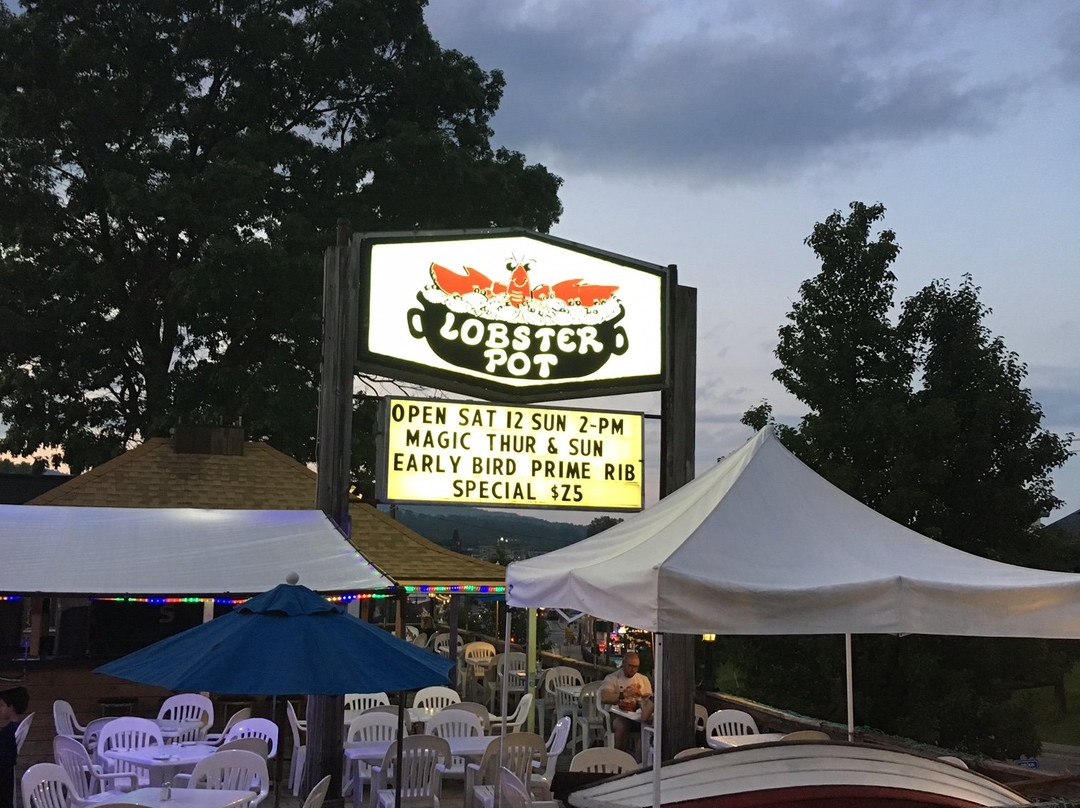 LOBSTER
POT
OPEN SAT 12 SUN 2-PM
MAGIC THUR & SUN
EARLY BIRD PRIME RIB
SPECIAL $25